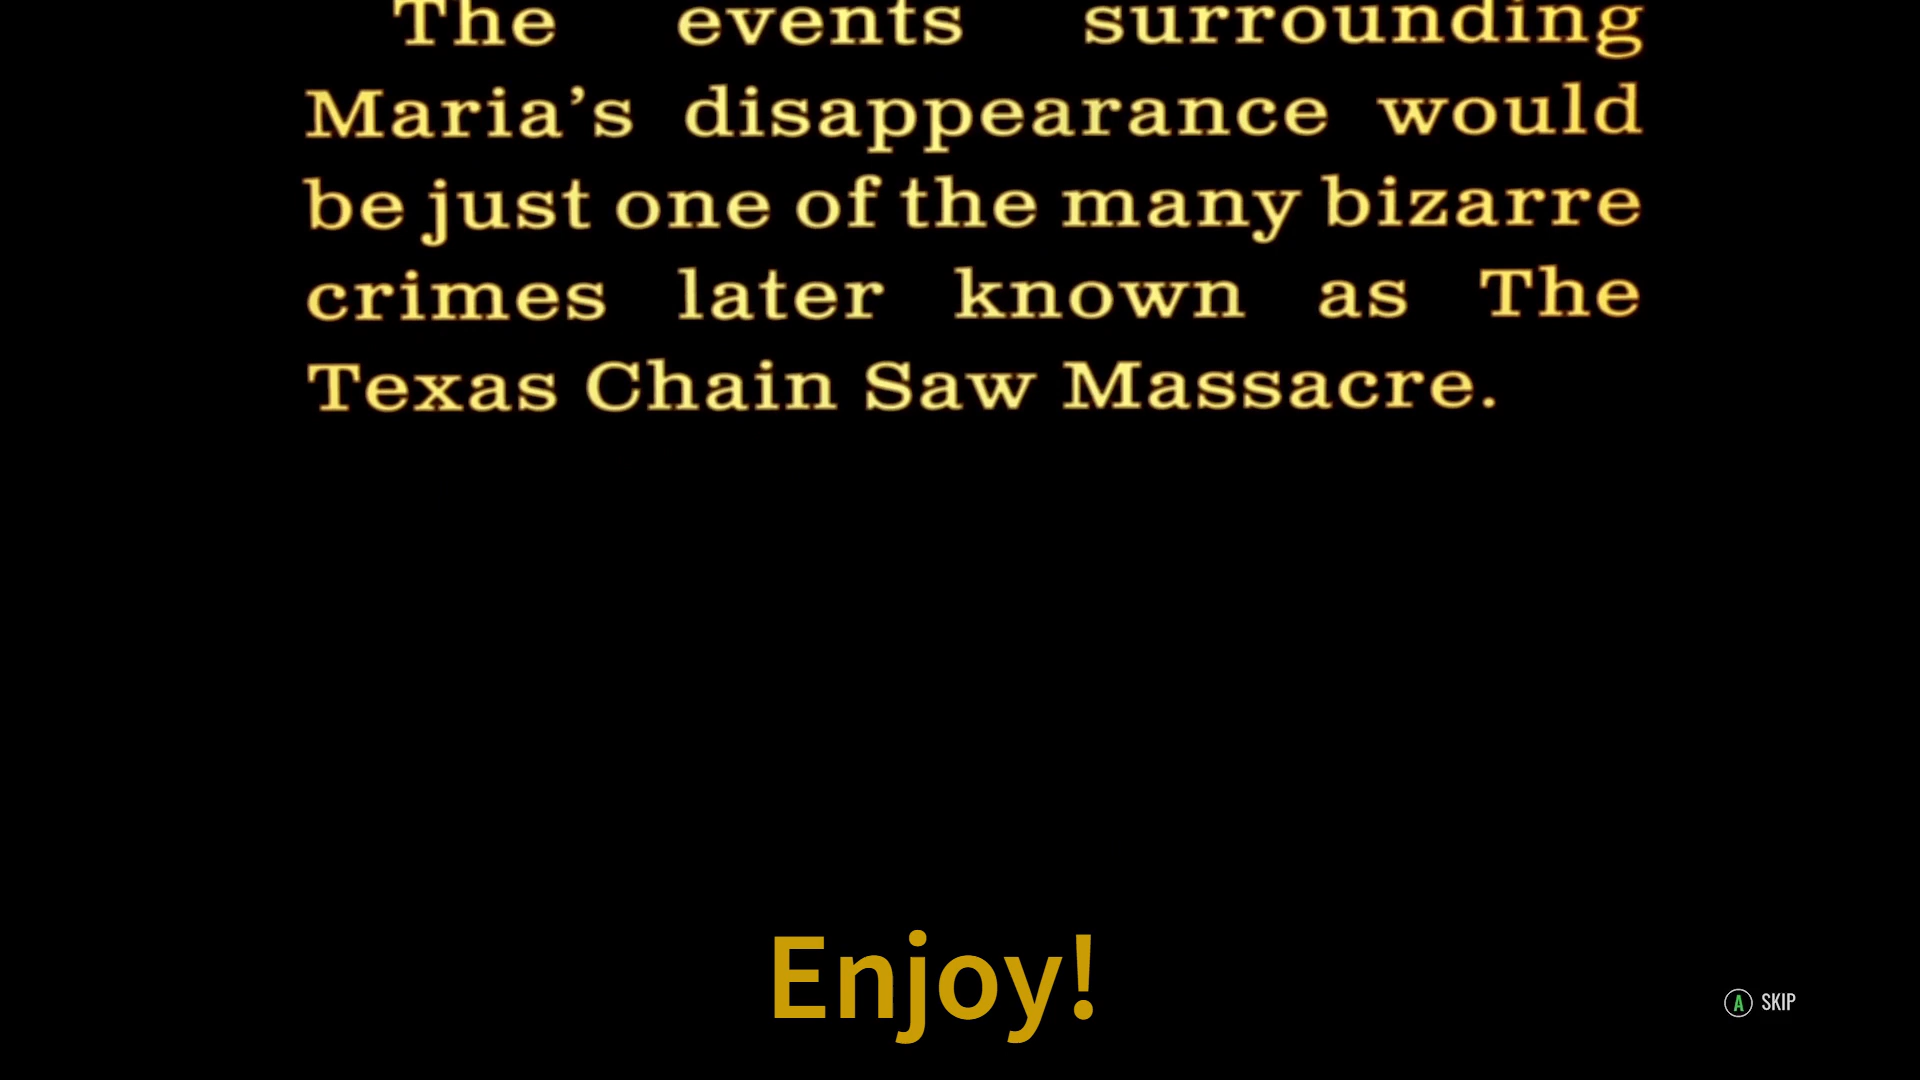 The events surrounding
Maria’s disappearance would
be just one of the many bizarre
crimes later known as The
Texas Chain Saw Massacre.
Enjoy!
A SKIP